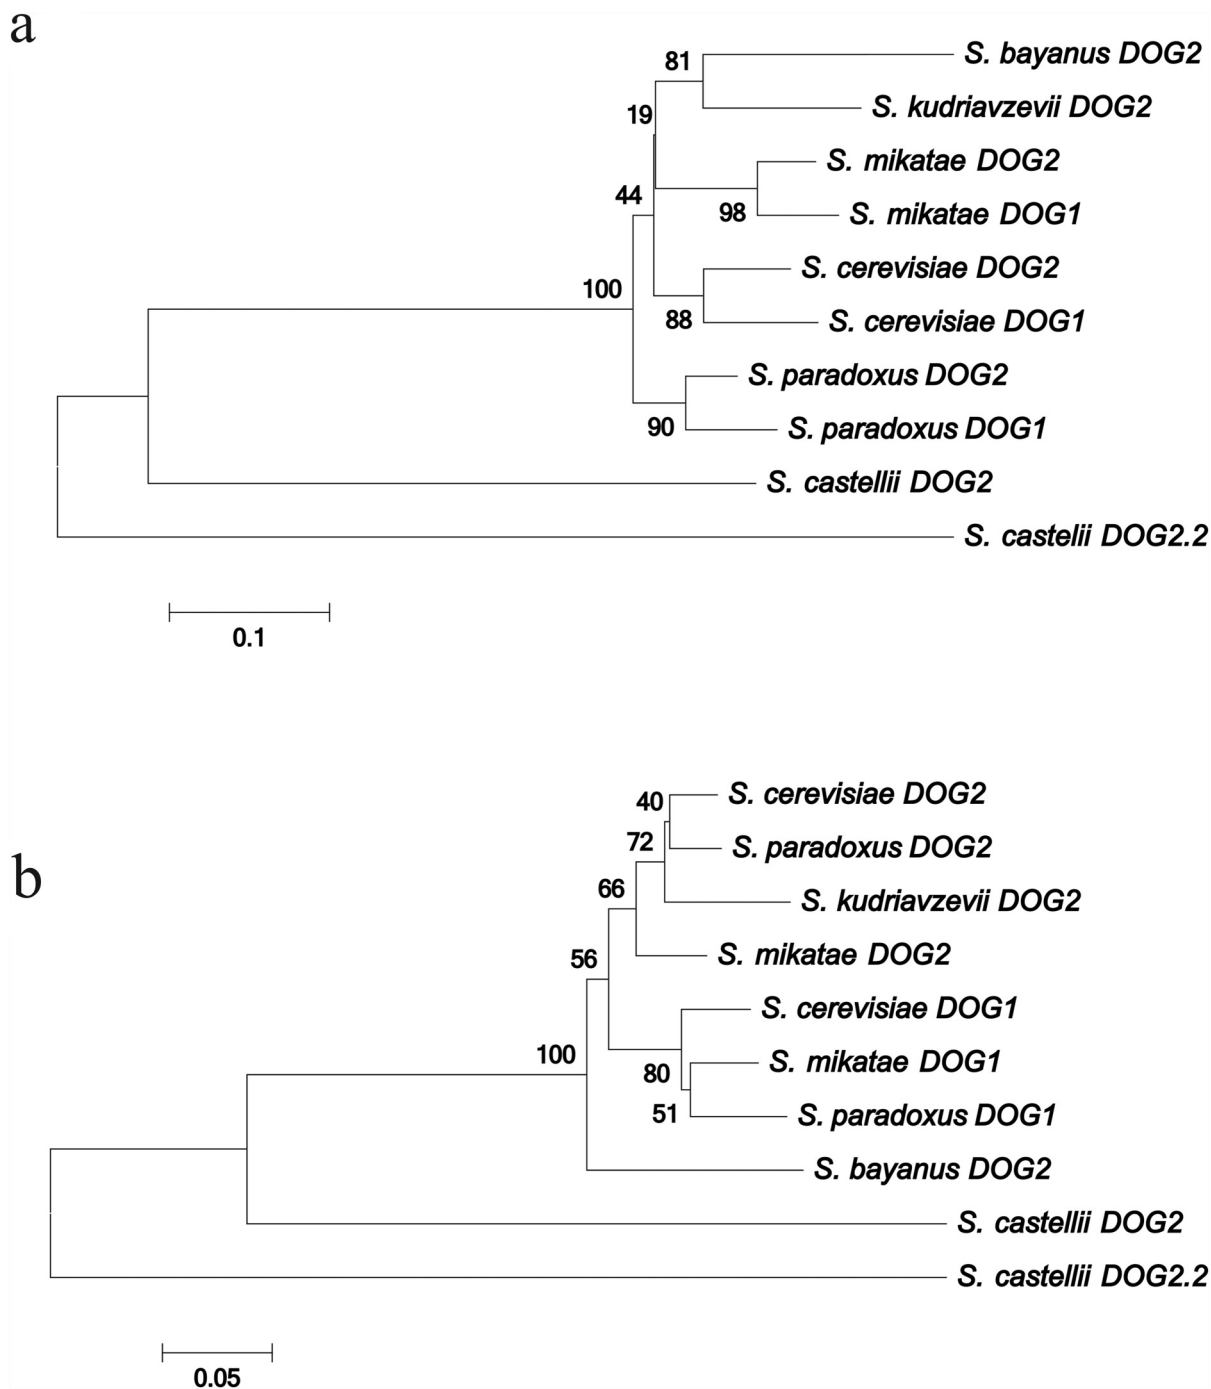 a
81
S. bayanus DOG2
S. kudriavzevii DOG2
19
S. mikatae DOG2
44
98
S. mikatae DOG1
S. cerevisiae DOG2
100
88
S. cerevisiae DOG1
S. paradoxus DOG2
90
S. paradoxus DOG1
S. castellii DOG2
S. castelii DOG2.2
0.1
b
40
S. cerevisiae DOG2
72
S. paradoxus DOG2
66
S. kudriavzevii DOG2
56
S. mikatae DOG2
S. cerevisiae DOG1
100
80
S. mikatae DOG1
51
S. paradoxus DOG1
S. bayanus DOG2
S. castellii DOG2
S. castellii DOG2.2
0.05